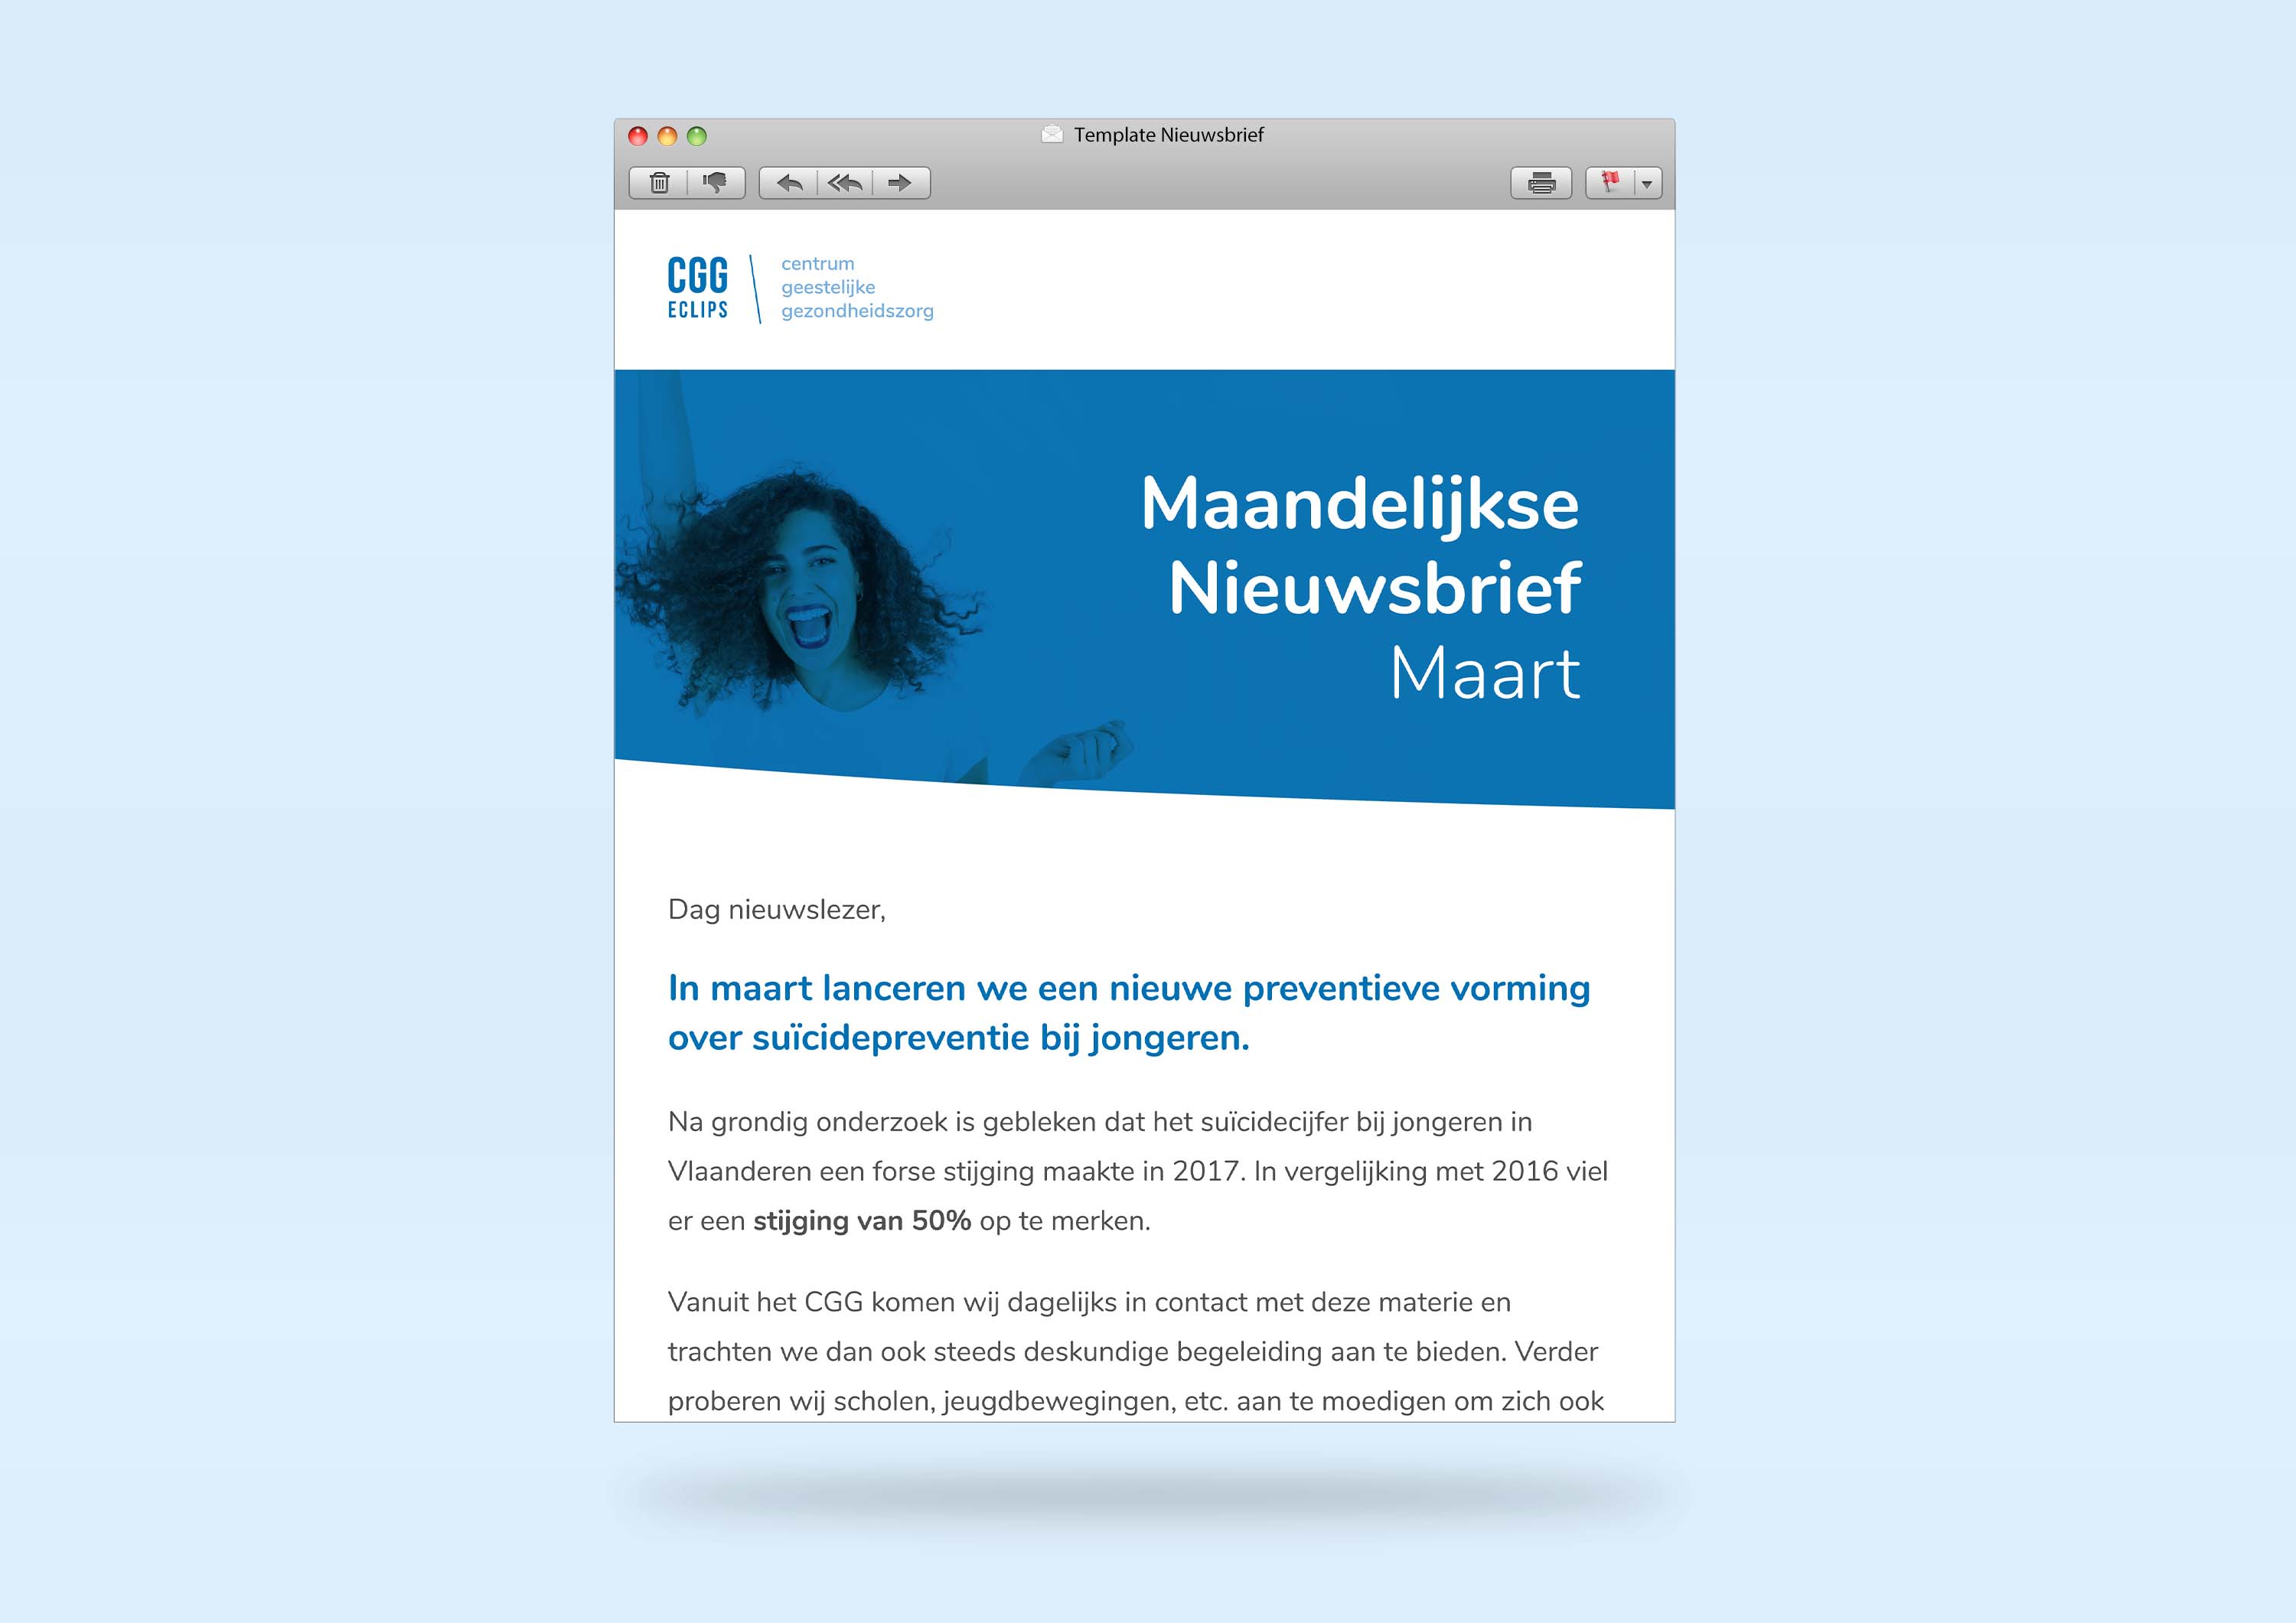 Template Nieuwsbrief
CGG
ECLIPS
centrum
geestelijke
gezondheidszorg
Maandelijkse
Nieuwsbrief
Maart
Dag nieuwslezer,
In maart lanceren we een nieuwe preventieve vorming
over suïcidepreventie bij jongeren.
Na grondig onderzoek is gebleken dat het suïcidecijfer bij jongeren in
Vlaanderen een forse stijging maakte in 2017. In vergelijking met 2016 viel
er een stijging van 50% op te merken.
Vanuit het CGG komen wij dagelijks in contact met deze materie en
trachten we dan ook steeds deskundige begeleiding aan te bieden. Verder
proberen wij scholen, jeugdbewegingen, etc. aan te moedigen om zich ook